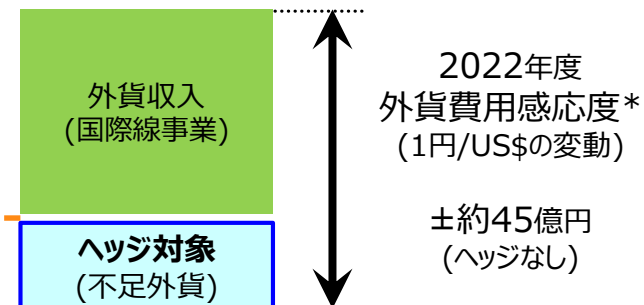 外貨収入
(国際線事業)
ヘッジ対象
(不足外貨)
2022年度
外貨費用感応度*
(1円/US$の変動)
±約45億円
(ヘッジなし)